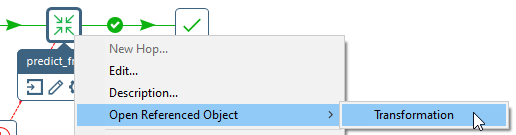 New Hop...
predict_fr
Edit...
Description...
Open Referenced Object
Transformation